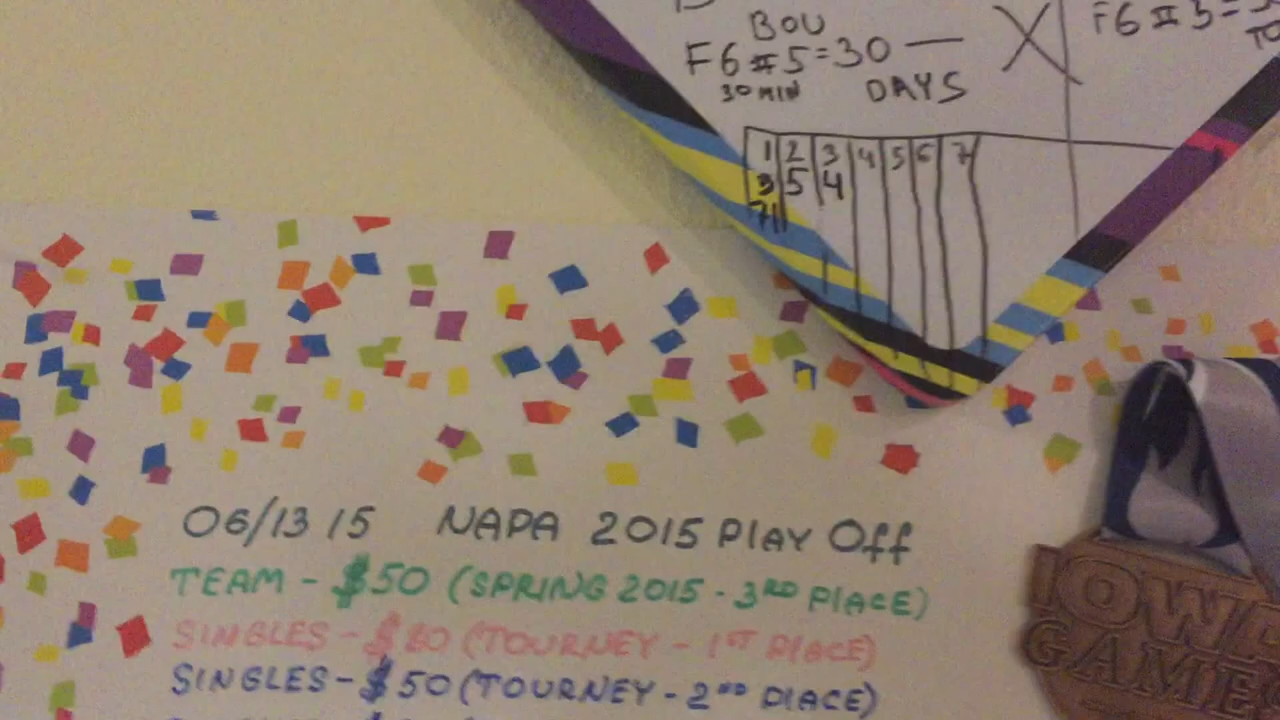 BOU
F6 #5=30 — X F6 #3=
30 MIN DAYS
1 2 3 4 5 6 7
3 5 4
7
06/13 15 NAPA 2015 PlAY Off
TEAM - $50 (SPRING 2015 - 3RD PlACE)
SINGLES - $80 (TOURNEY - 1ST PlACE)
SINGLES - $50 (TOURNEY - 2ND PlACE)
IOWA
GAMES